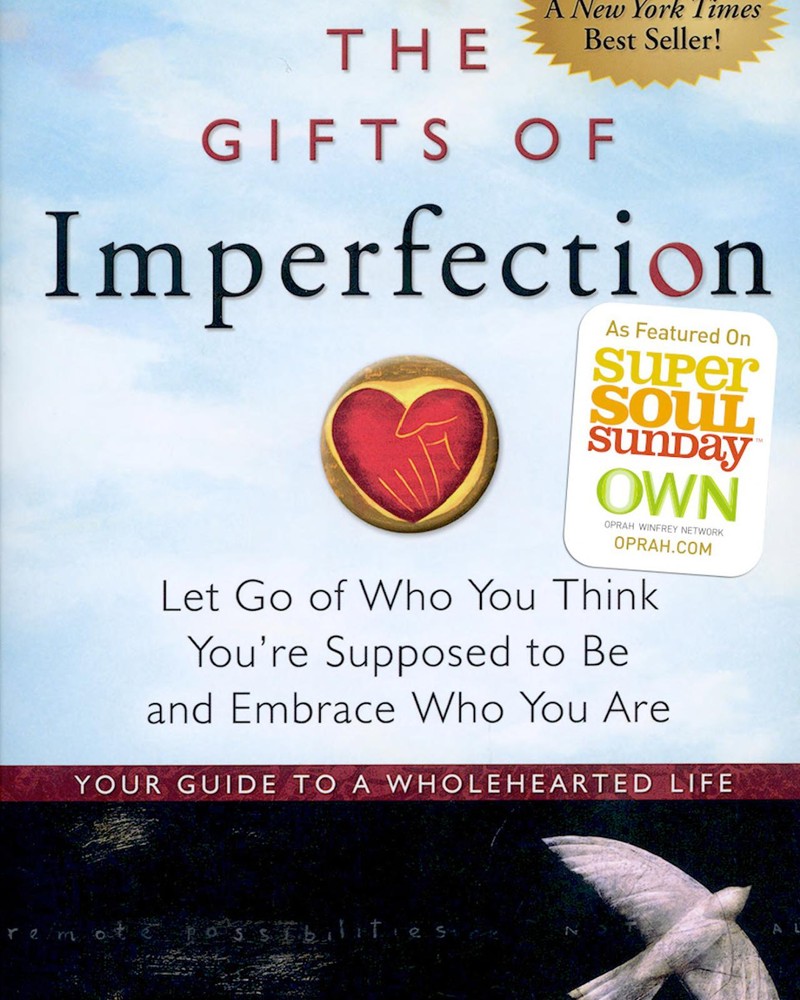 A New York Times
Best Seller!
THE
GIFTS OF
Imperfection
As Featured On
SUPER
SOUL
SUNDAY™
OWN
OPRAH WINFREY NETWORK
OPRAH.COM
Let Go of Who You Think
You're Supposed to Be
and Embrace Who You Are
YOUR GUIDE TO A WHOLEHEARTED LIFE
remote possibilities